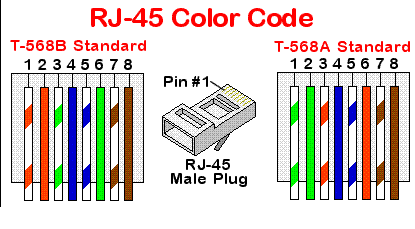 RJ-45 Color Code
T-568B Standard
1 2 3 4 5 6 7 8
Pin #1
RJ-45
Male Plug
T-568A Standard
1 2 3 4 5 6 7 8